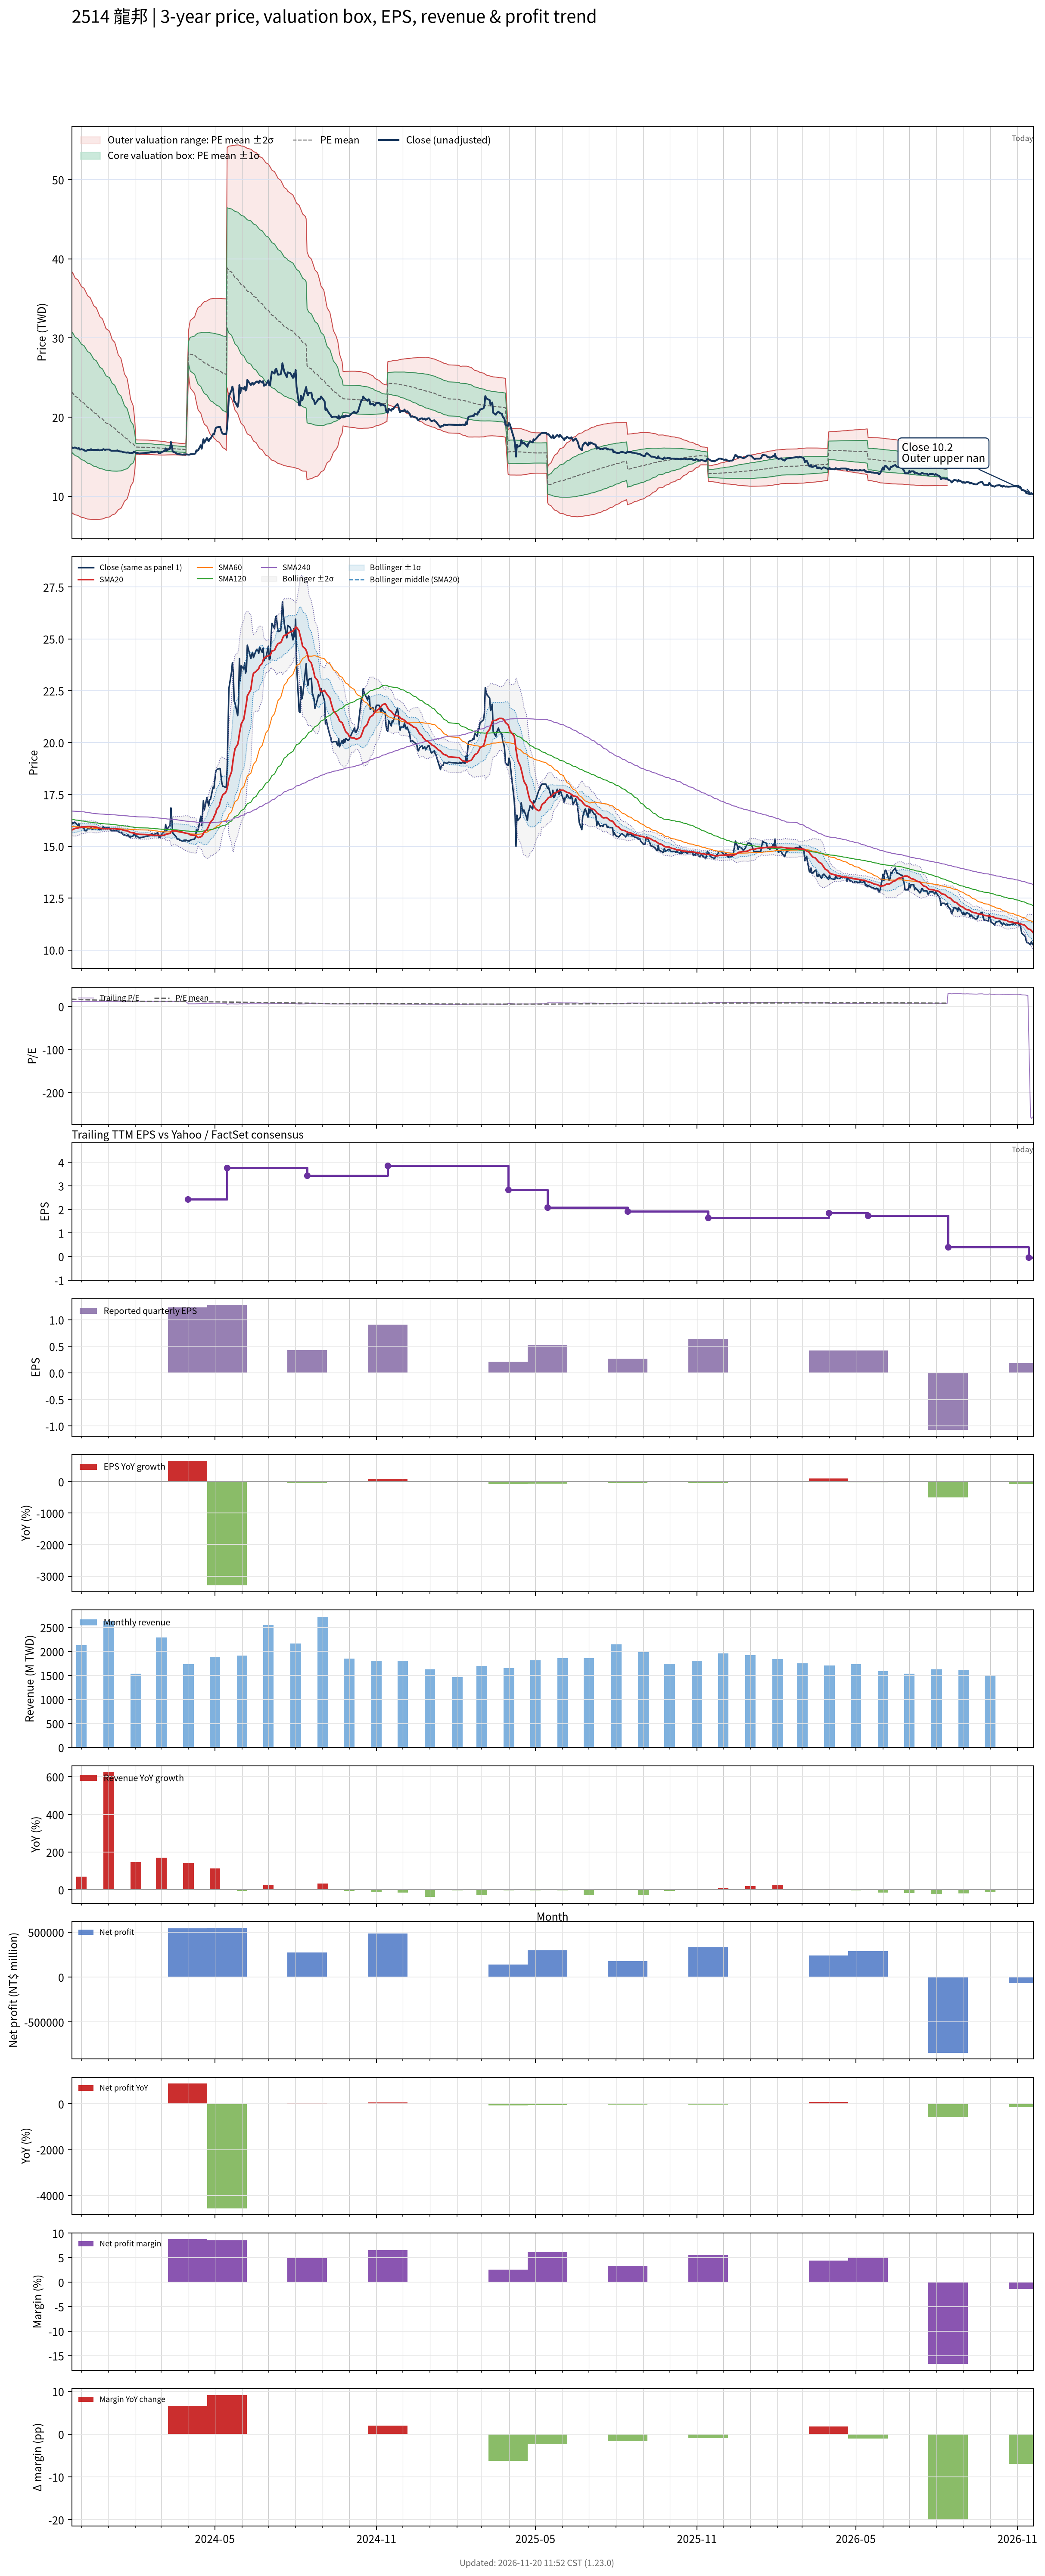 2514 龍邦 | 3-year price, valuation box, EPS, revenue & profit trend
Outer valuation range: PE mean ±2σ
Core valuation box: PE mean ±1σ
PE mean
Close (unadjusted)
Today
Price (TWD)
50
40
30
20
10
Close 10.2
Outer upper nan
Close (same as panel 1)
SMA20
SMA60
SMA120
SMA240
Bollinger ±2σ
Bollinger ±1σ
Bollinger middle (SMA20)
Price
27.5
25.0
22.5
20.0
17.5
15.0
12.5
10.0
Trailing P/E
P/E mean
P/E
0
-100
-200
Trailing TTM EPS vs Yahoo / FactSet consensus
Today
EPS
4
3
2
1
0
-1
Reported quarterly EPS
EPS
1.0
0.5
0.0
-0.5
-1.0
EPS YoY growth
YoY (%)
0
-1000
-2000
-3000
Monthly revenue
Revenue (M TWD)
2500
2000
1500
1000
500
0
Revenue YoY growth
YoY (%)
600
400
200
0
Month
Net profit
Net profit (NT$ million)
500000
0
-500000
Net profit YoY
YoY (%)
0
-2000
-4000
Net profit margin
Margin (%)
10
5
0
-5
-10
-15
Margin YoY change
Δ margin (pp)
10
0
-10
-20
2024-05
2024-11
2025-05
2025-11
2026-05
2026-11
Updated: 2026-11-20 11:52 CST (1.23.0)